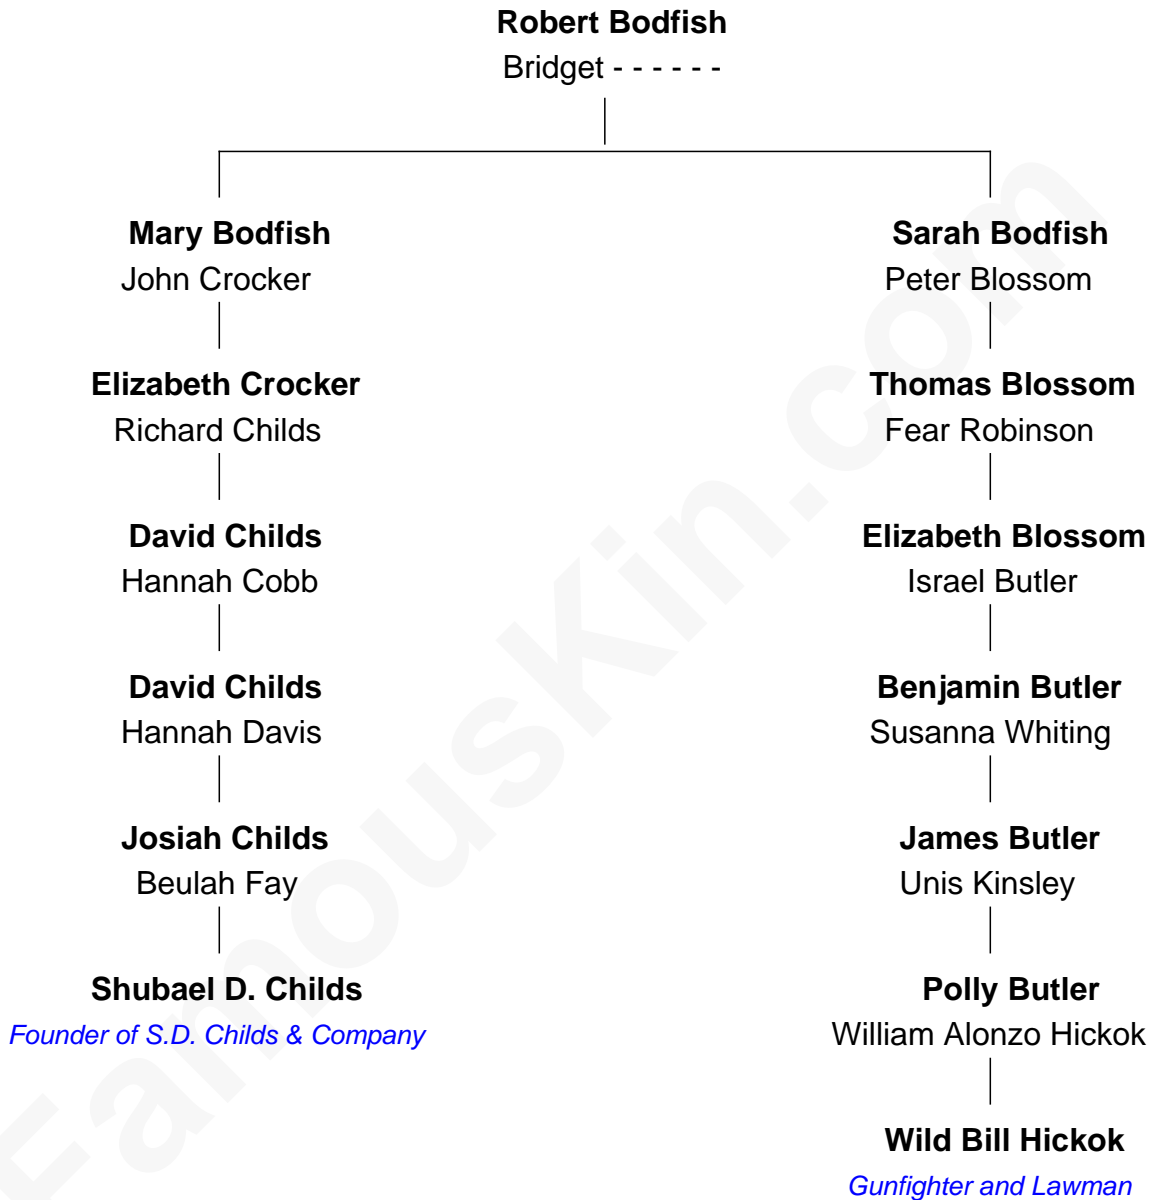 Robert Bodfish
Bridget - - - - - -
Mary Bodfish
John Crocker
Sarah Bodfish
Peter Blossom
Elizabeth Crocker
Richard Childs
Thomas Blossom
Fear Robinson
David Childs
Hannah Cobb
Elizabeth Blossom
Israel Butler
David Childs
Hannah Davis
Benjamin Butler
Susanna Whiting
Josiah Childs
Beulah Fay
James Butler
Unis Kinsley
Shubael D. Childs
Founder of S.D. Childs & Company
Polly Butler
William Alonzo Hickok
Wild Bill Hickok
Gunfighter and Lawman
FamousKin.com